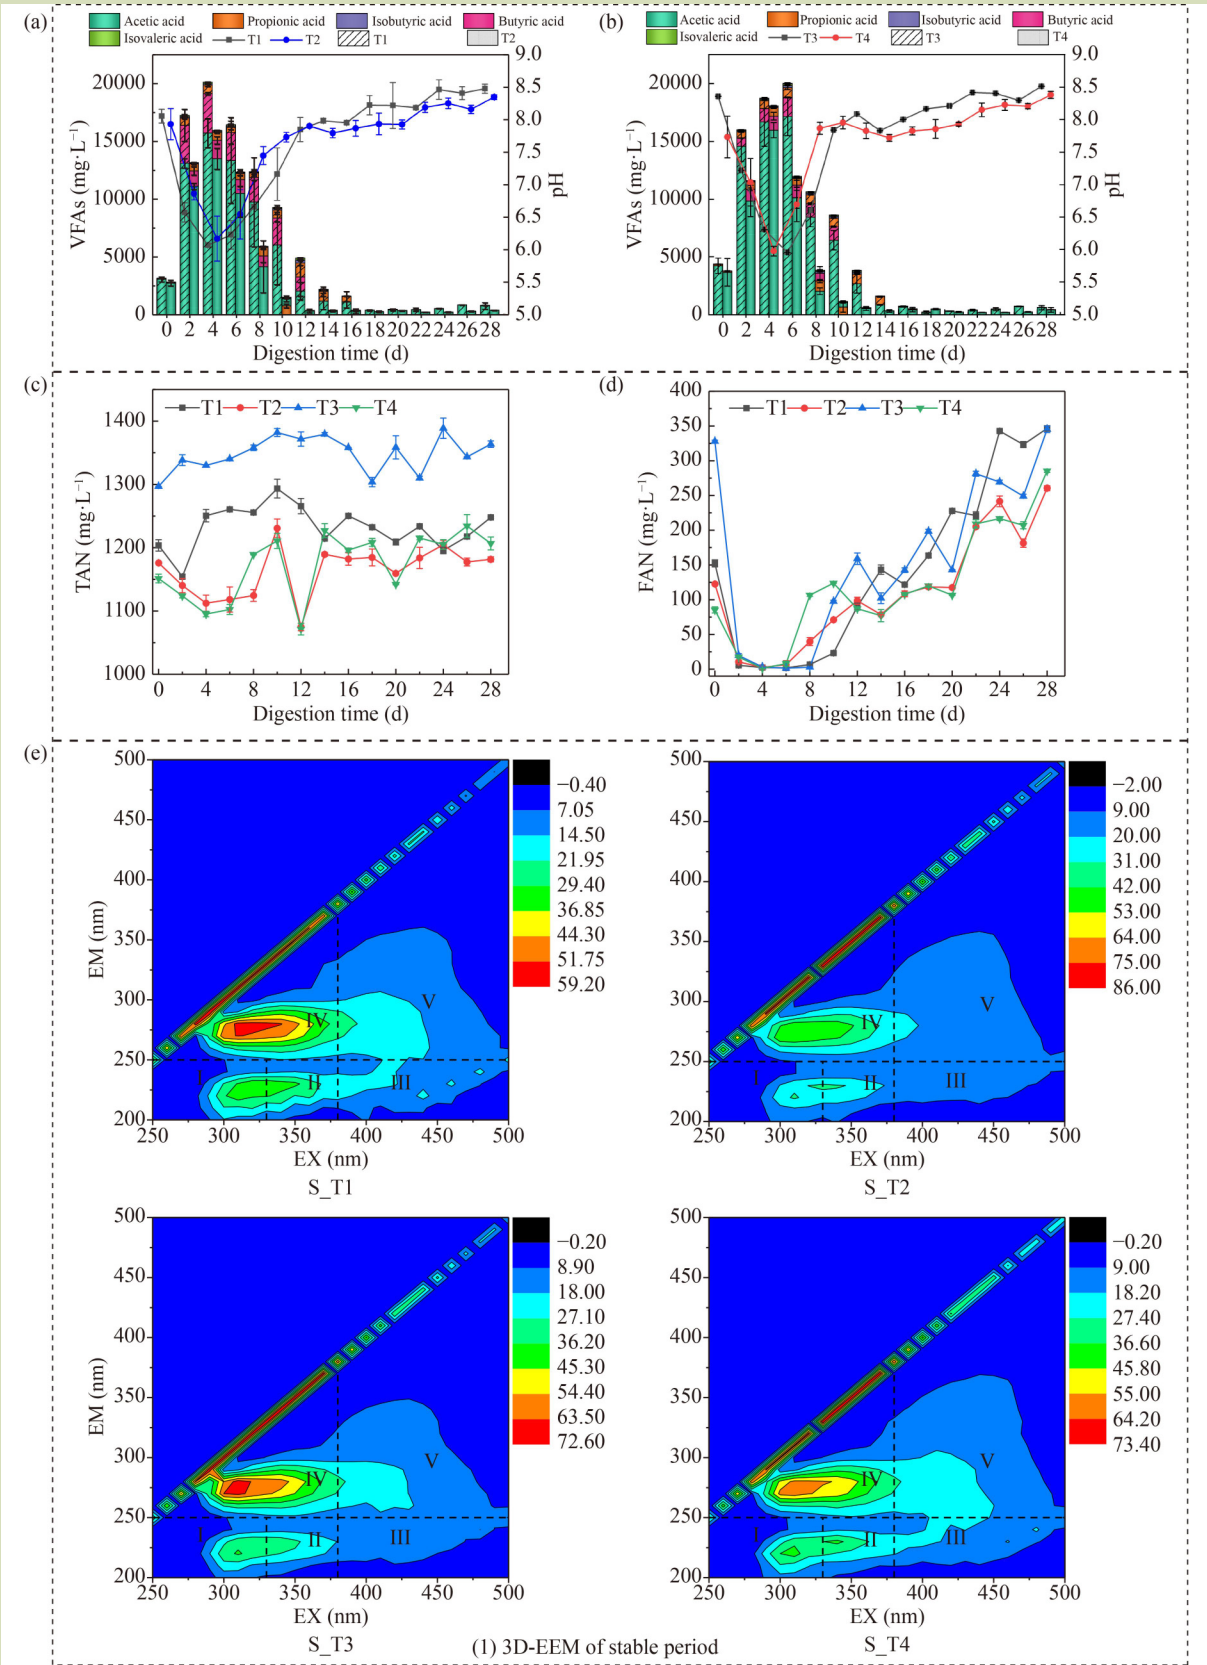 (a)
Acetic acid Propionic acid Isobutyric acid Butyric acid
Isovaleric acid T1 T2 T1 T2
VFAs (mg·L−1)
20000
15000
10000
5000
0
9.0
8.5
8.0
7.5
7.0
6.5
6.0
5.5
5.0
pH
0 2 4 6 8 10 12 14 16 18 20 22 24 26 28
Digestion time (d)
(b)
Acetic acid Propionic acid Isobutyric acid Butyric acid
Isovaleric acid T3 T4 T3 T4
VFAs (mg·L−1)
20000
15000
10000
5000
0
9.0
8.5
8.0
7.5
7.0
6.5
6.0
5.5
5.0
pH
0 2 4 6 8 10 12 14 16 18 20 22 24 26 28
Digestion time (d)
(c)
T1 T2 T3 T4
TAN (mg·L−1)
1400
1300
1200
1100
1000
0 4 8 12 16 20 24 28
Digestion time (d)
(d)
T1 T2 T3 T4
FAN (mg·L−1)
400
350
300
250
200
150
100
50
0
0 4 8 12 16 20 24 28
Digestion time (d)
(e)
EM (nm)
500
450
400
350
300
250
200
I II III IV V
250 300 350 400 450 500
EX (nm)
S_T1
−0.40
7.05
14.50
21.95
29.40
36.85
44.30
51.75
59.20
500
450
400
350
300
250
200
I II III IV V
250 300 350 400 450 500
EX (nm)
S_T2
−2.00
9.00
20.00
31.00
42.00
53.00
64.00
75.00
86.00
EM (nm)
500
450
400
350
300
250
200
I II III IV V
250 300 350 400 450 500
EX (nm)
S_T3
−0.20
8.90
18.00
27.10
36.20
45.30
54.40
63.50
72.60
500
450
400
350
300
250
200
I II III IV V
250 300 350 400 450 500
EX (nm)
S_T4
−0.20
9.00
18.20
27.40
36.60
45.80
55.00
64.20
73.40
(1) 3D-EEM of stable period